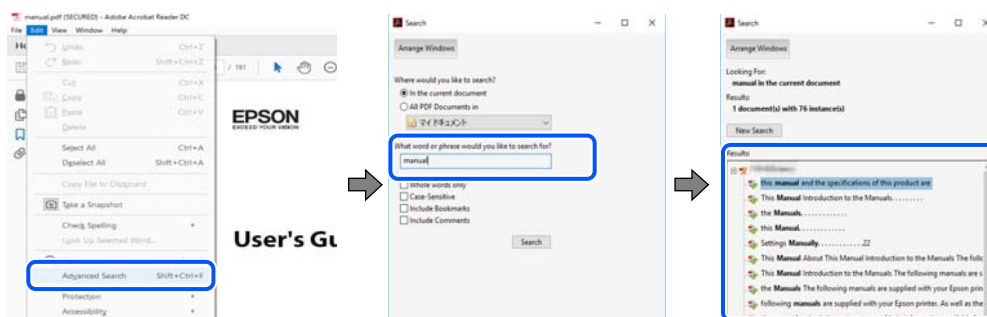 manual.pdf (SECURED) - Adobe Acrobat Reader DC
File Edit View Window Help
Undo Ctrl+Z
Redo Shift+Ctrl+Z
Cut Ctrl+X
Copy Ctrl+C
Paste Ctrl+V
Delete
Select All Ctrl+A
Deselect All Shift+Ctrl+A
Copy File to Clipboard
Take a Snapshot
Check Spelling
Look Up Selected Word...
Advanced Search Shift+Ctrl+F
Protection
Accessibility
/ 181
EPSON
EXCEED YOUR VISION
User's Gu
Search
Arrange Windows
Where would you like to search?
In the current document
All PDF Documents in
マイ ドキュメント
What word or phrase would you like to search for?
manual
Whole words only
Case-Sensitive
Include Bookmarks
Include Comments
Search
Search
Arrange Windows
Looking For:
manual in the current document
Results:
1 document(s) with 76 instance(s)
New Search
Results:
this manual and the specifications of this product are
This Manual Introduction to the Manuals.........
the Manuals.............
this Manual.............
Settings Manually.............22
This Manual About This Manual Introduction to the Manuals The follo
This Manual Introduction to the Manuals The following manuals are s
the Manuals The following manuals are supplied with your Epson prin
following manuals are supplied with your Epson printer. As well as the